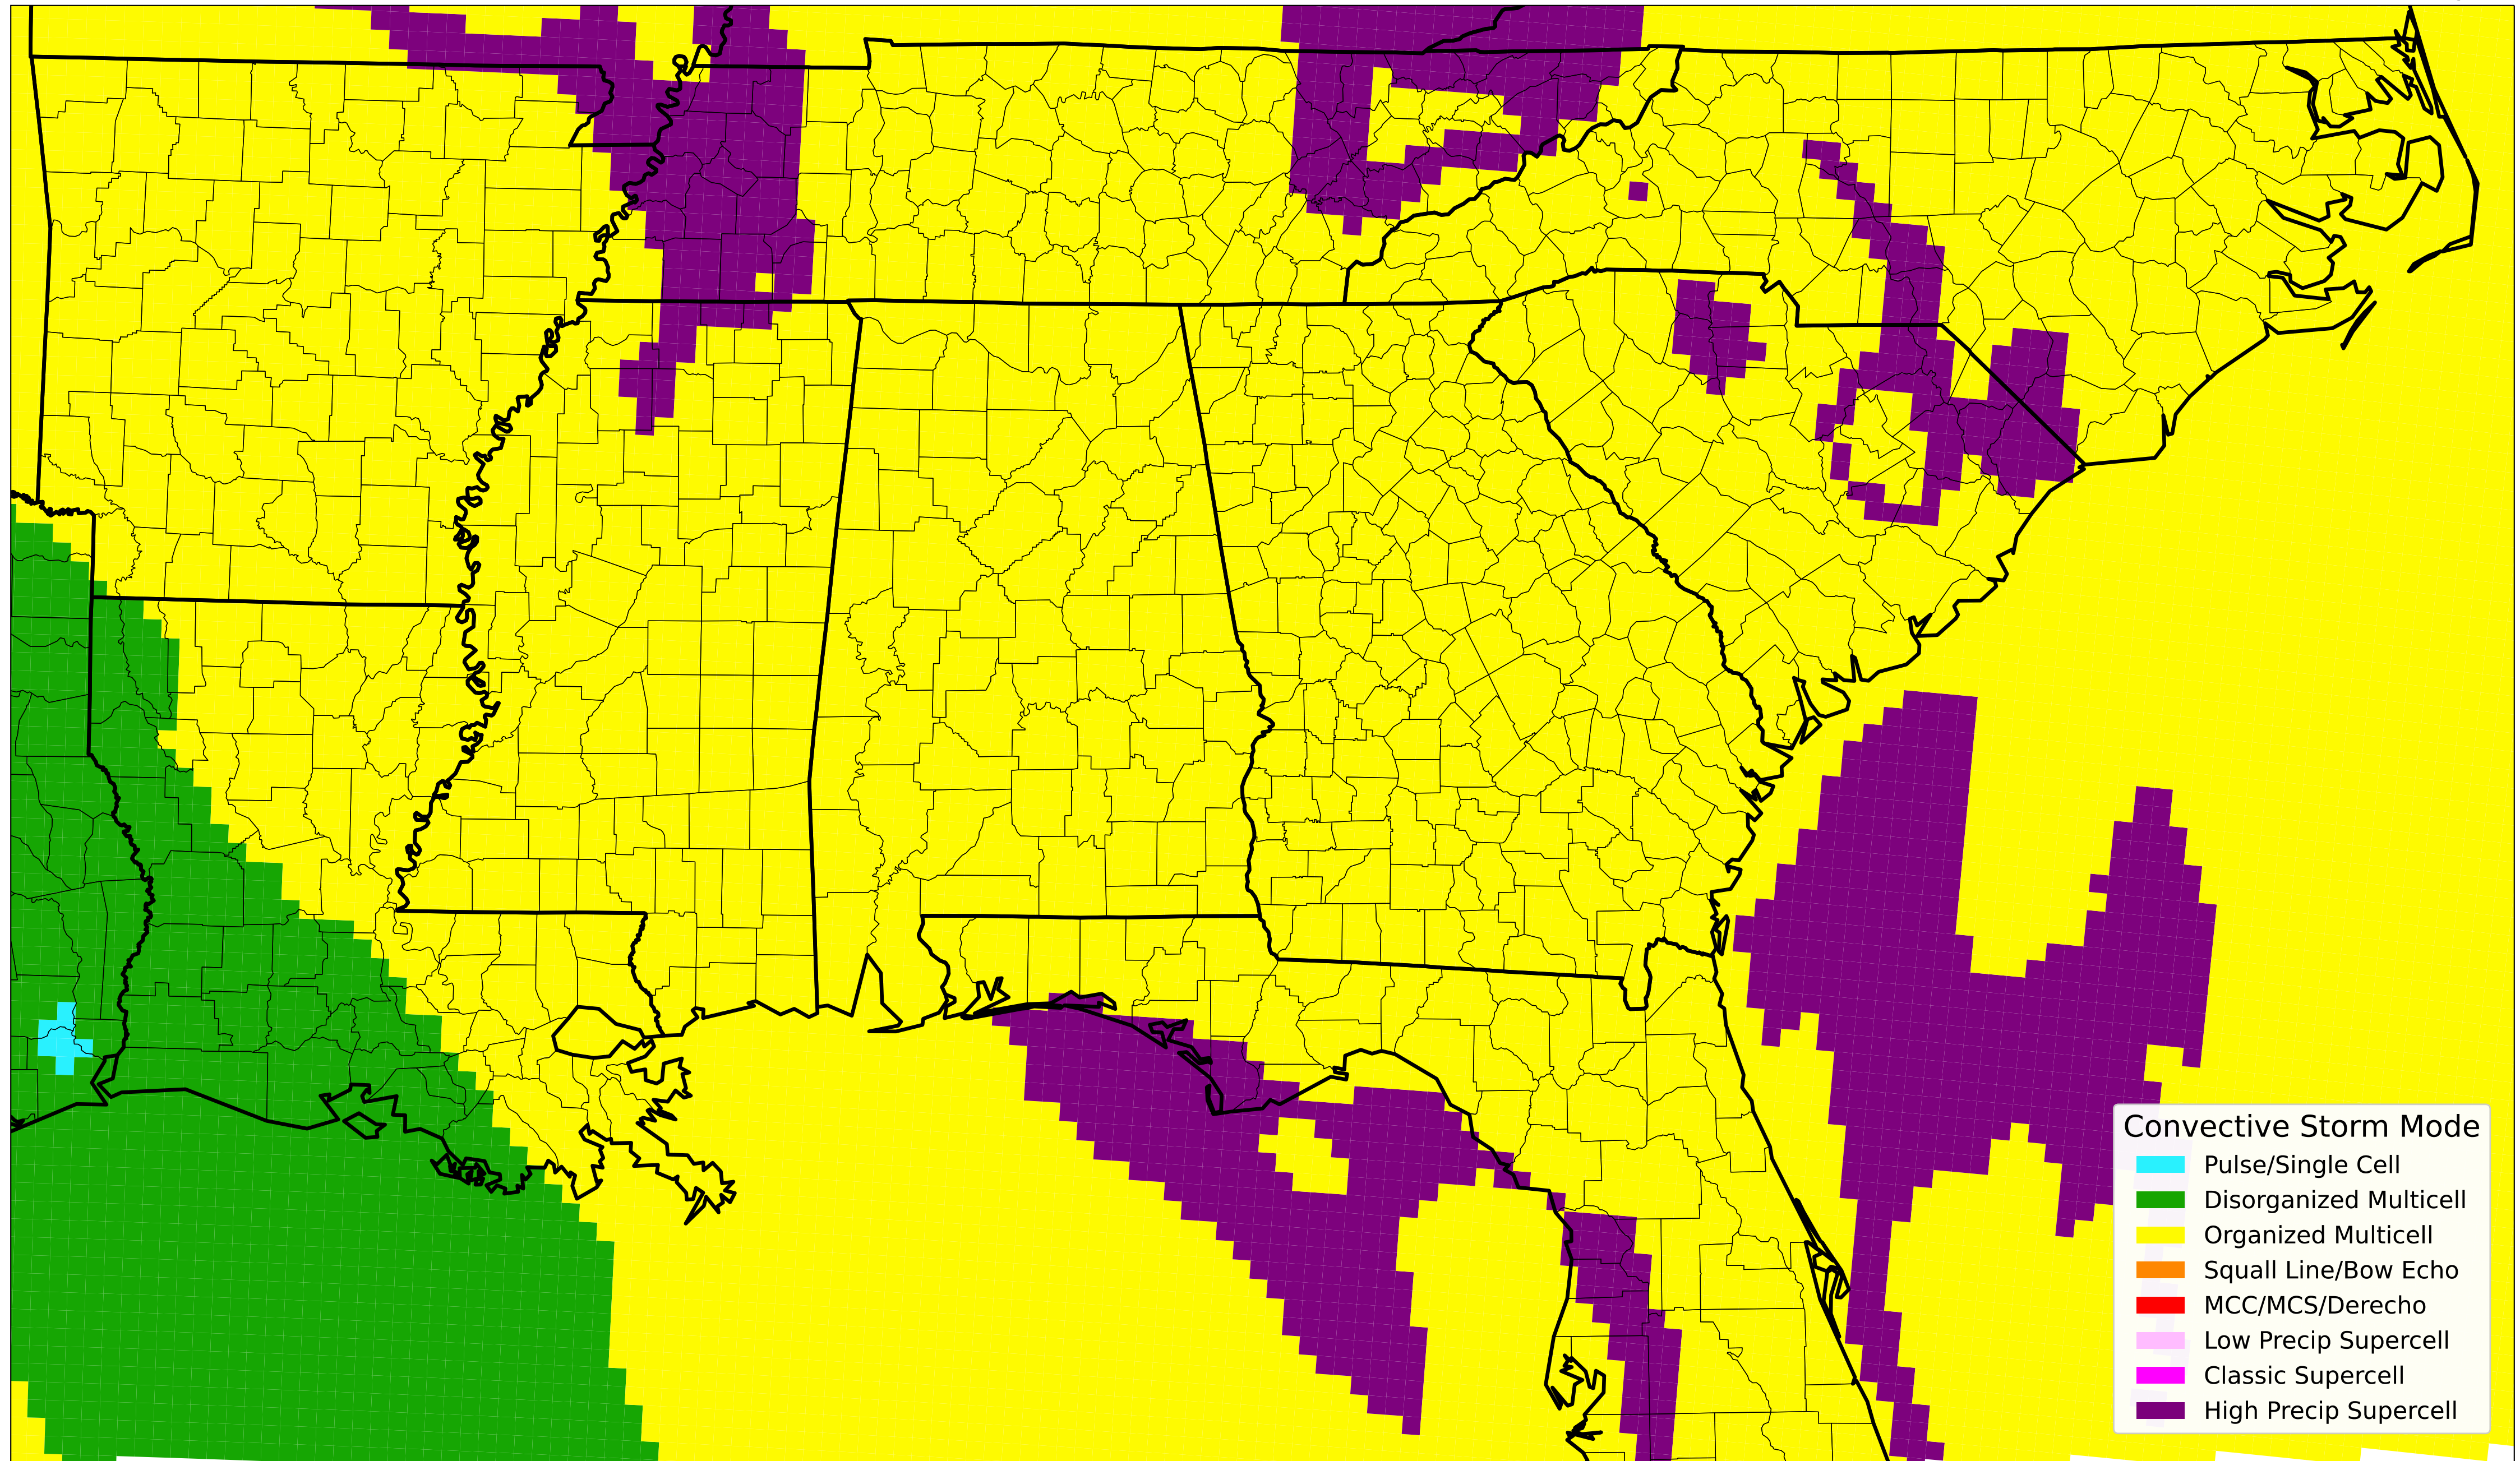 Convective Storm Mode
Pulse/Single Cell
Disorganized Multicell
Organized Multicell
Squall Line/Bow Echo
MCC/MCS/Derecho
Low Precip Supercell
Classic Supercell
High Precip Supercell